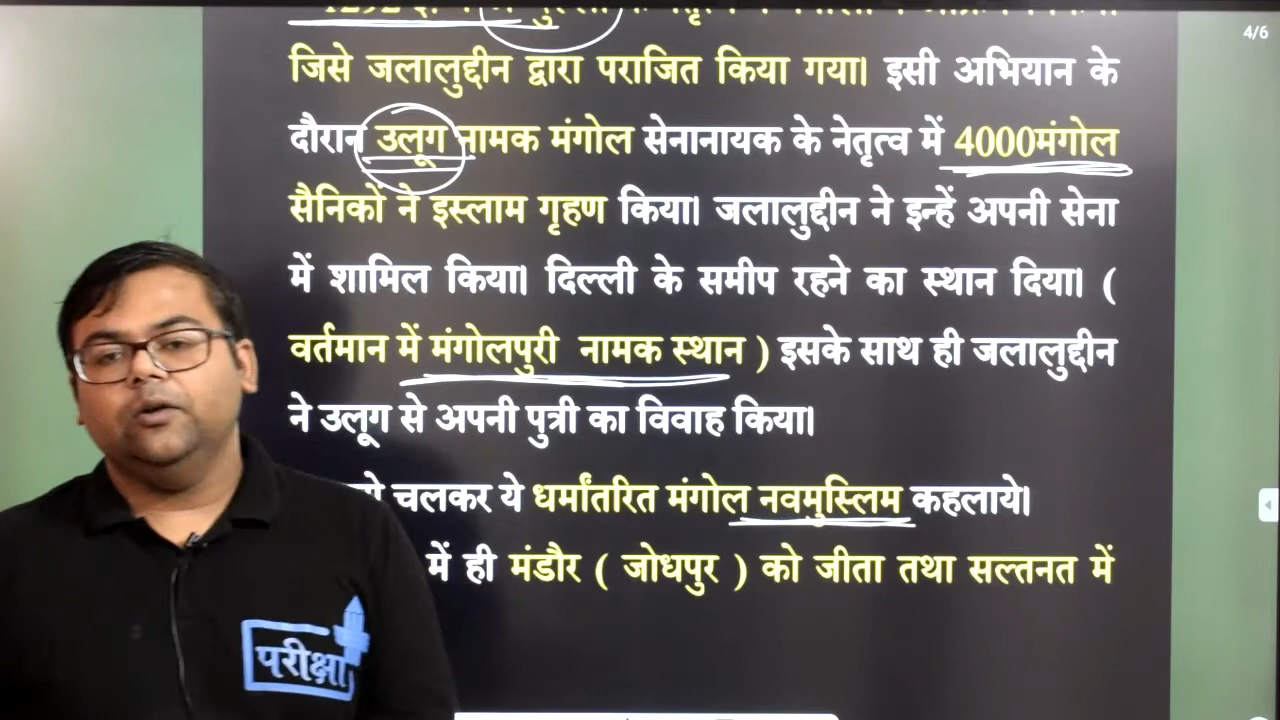 4/6
1292 ई.
जिसे जलालुद्दीन द्वारा पराजित किया गया। इसी अभियान के
दौरान उलूग नामक मंगोल सेनानायक के नेतृत्व में 4000मंगोल
सैनिकों ने इस्लाम गृहण किया। जलालुद्दीन ने इन्हें अपनी सेना
में शामिल किया। दिल्ली के समीप रहने का स्थान दिया। (
वर्तमान में मंगोलपुरी नामक स्थान ) इसके साथ ही जलालुद्दीन
ने उलूग से अपनी पुत्री का विवाह किया।
चलकर ये धर्मांतरित मंगोल नवमुस्लिम कहलाये।
में ही मंडौर ( जोधपुर ) को जीता तथा सल्तनत में
परीक्षा